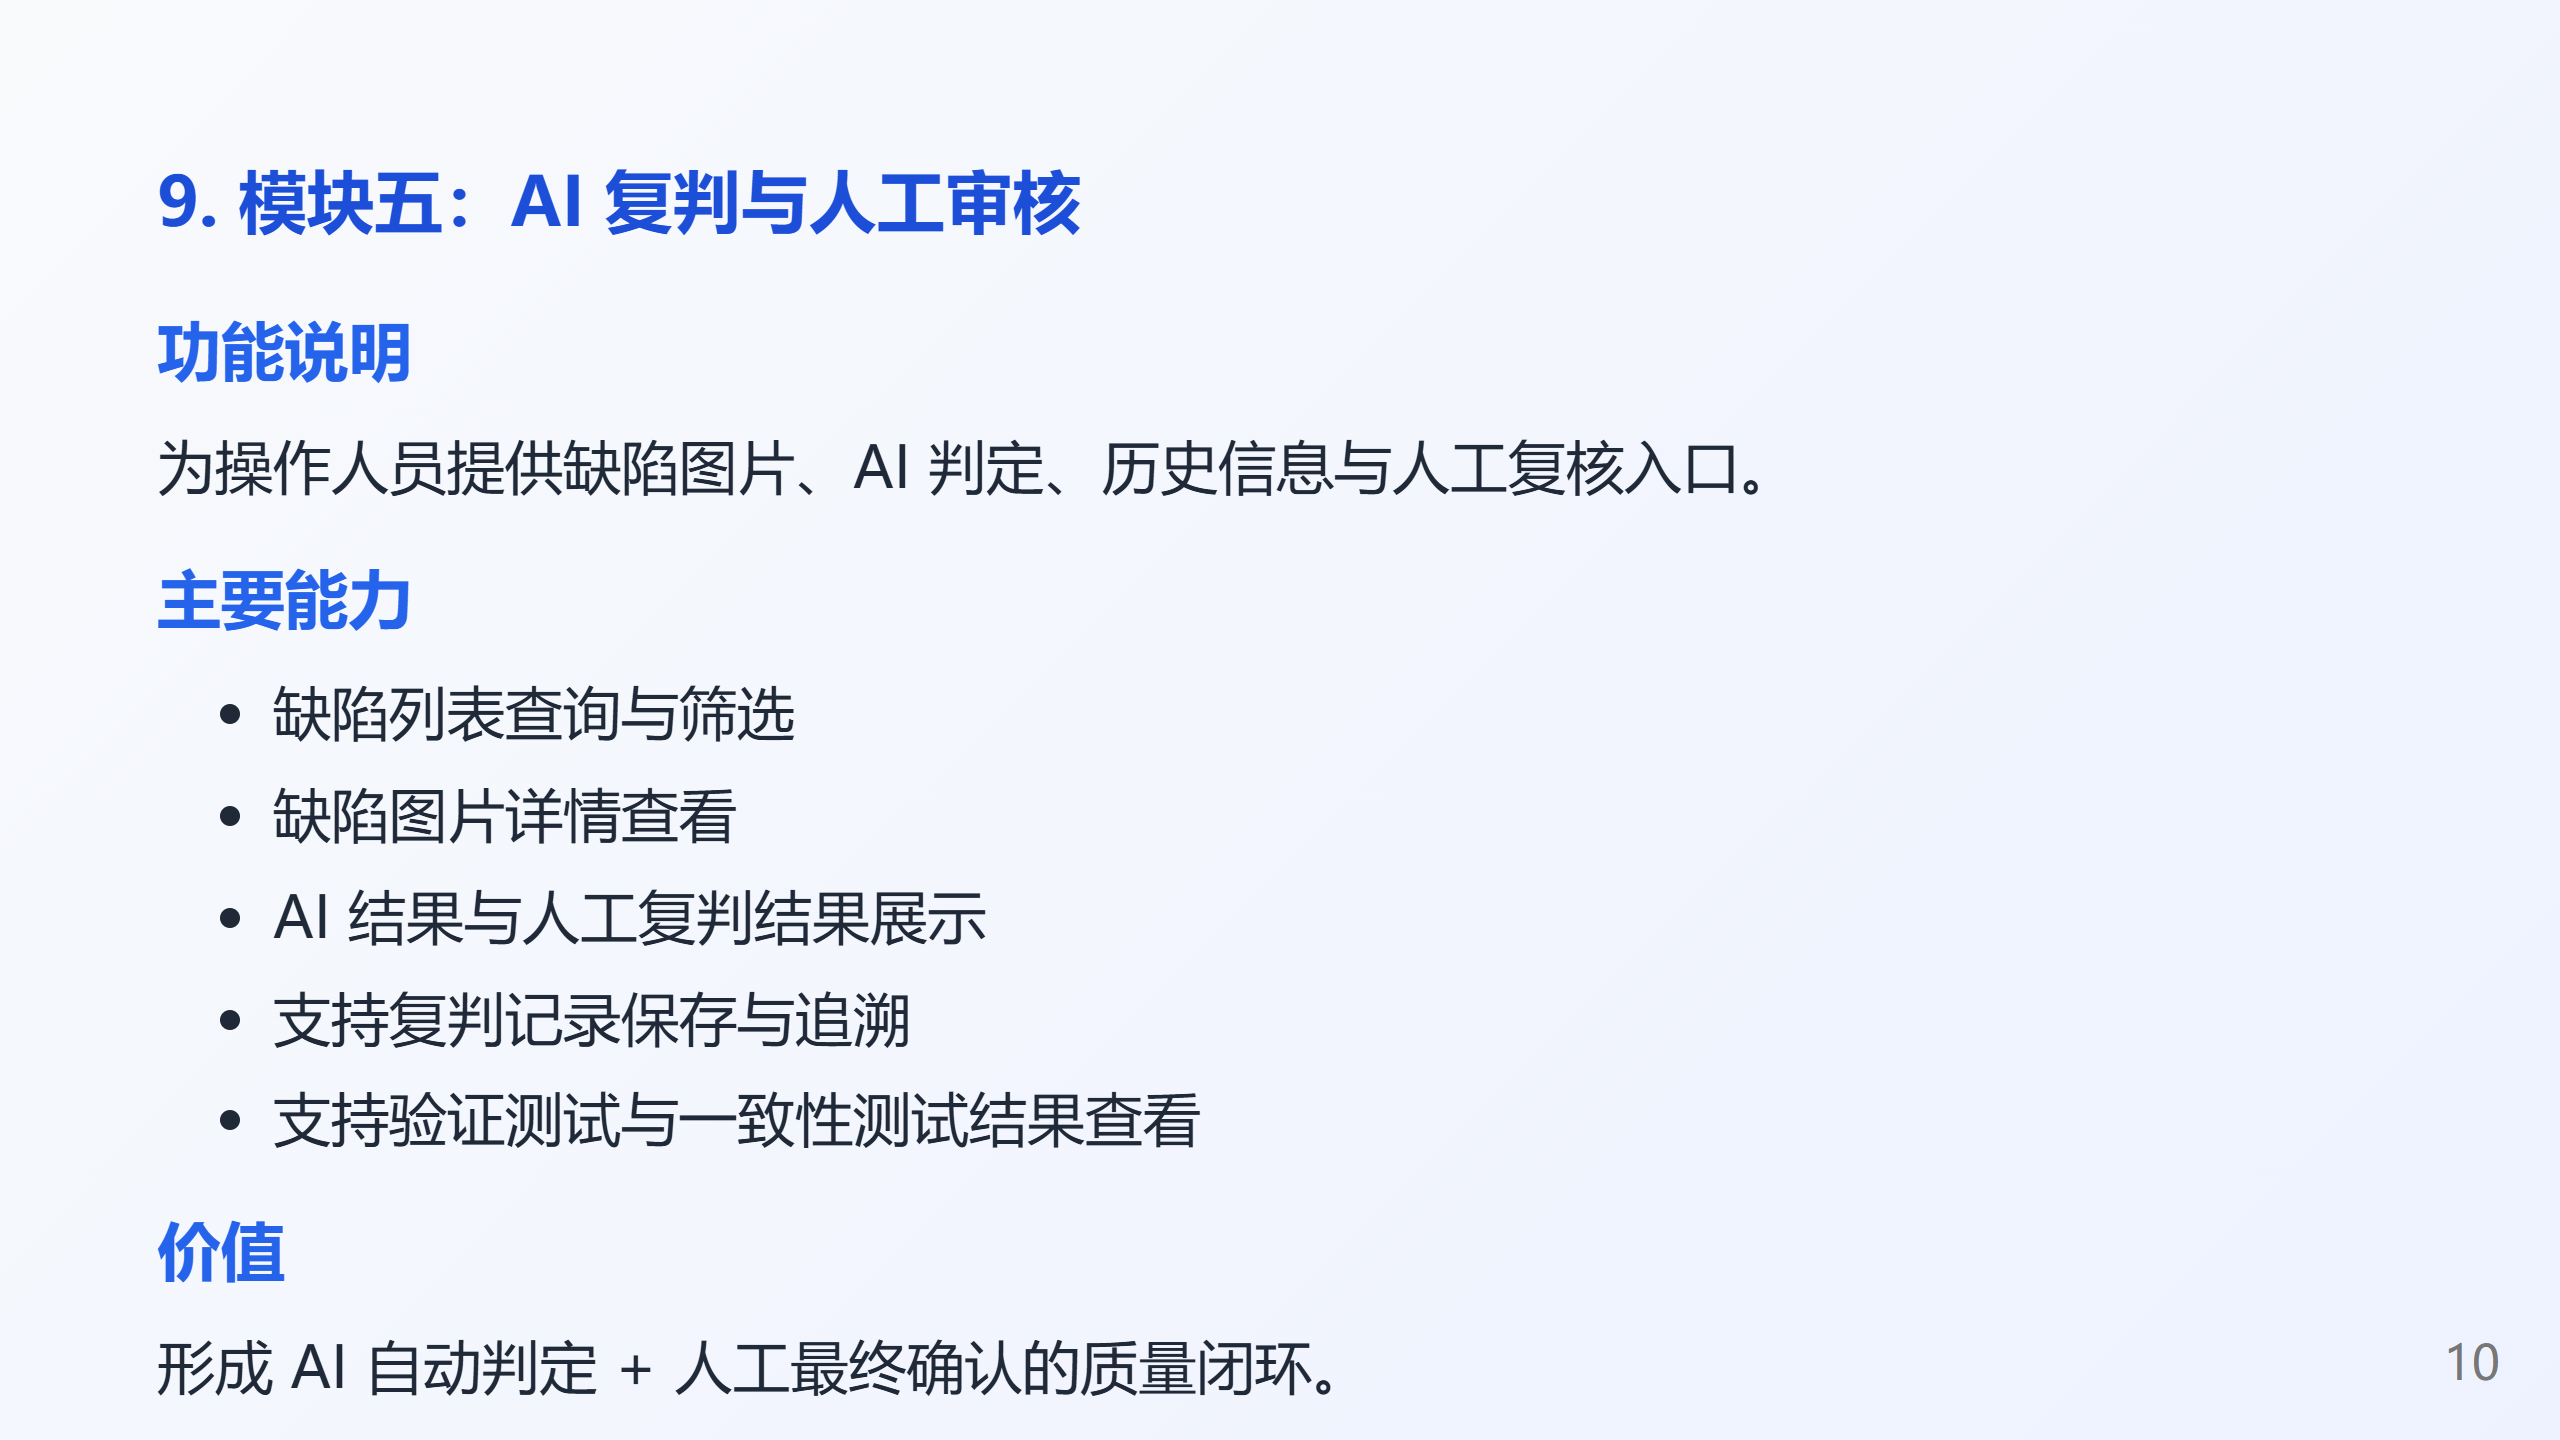 9. 模块五：AI 复判与人工审核
功能说明
为操作人员提供缺陷图片、AI 判定、历史信息与人工复核入口。
主要能力
• 缺陷列表查询与筛选
• 缺陷图片详情查看
• AI 结果与人工复判结果展示
• 支持复判记录保存与追溯
• 支持验证测试与一致性测试结果查看
价值
形成 AI 自动判定 + 人工最终确认的质量闭环。
10